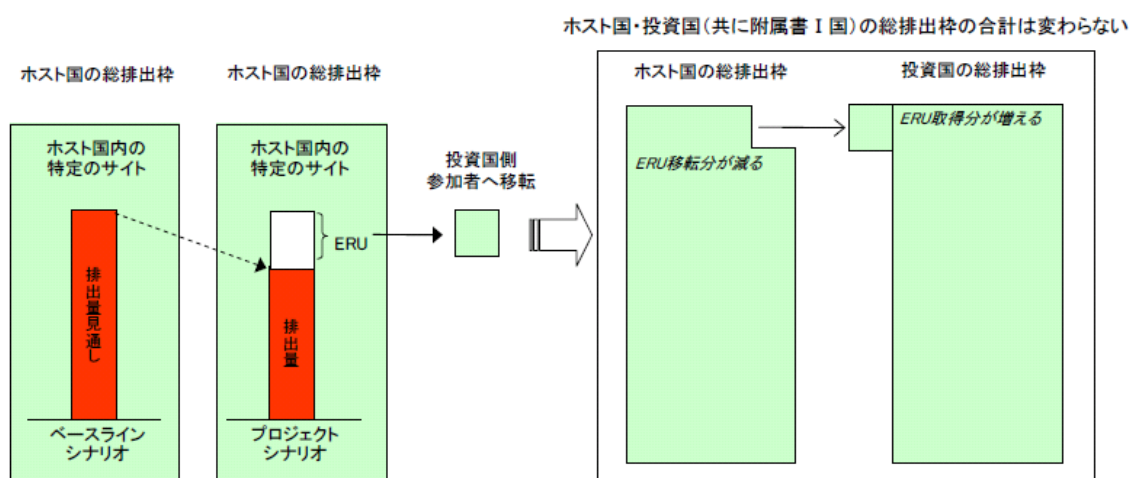 ホスト国・投資国(共に附属書Ⅰ国)の総排出枠の合計は変わらない
ホスト国の総排出枠
ホスト国の総排出枠
ホスト国内の
特定のサイト
排出量見通し
ベースライン
シナリオ
ホスト国内の
特定のサイト
ERU
排出量
プロジェクト
シナリオ
投資国側
参加者へ移転
ホスト国の総排出枠
投資国の総排出枠
ERU移転分が減る
ERU取得分が増える